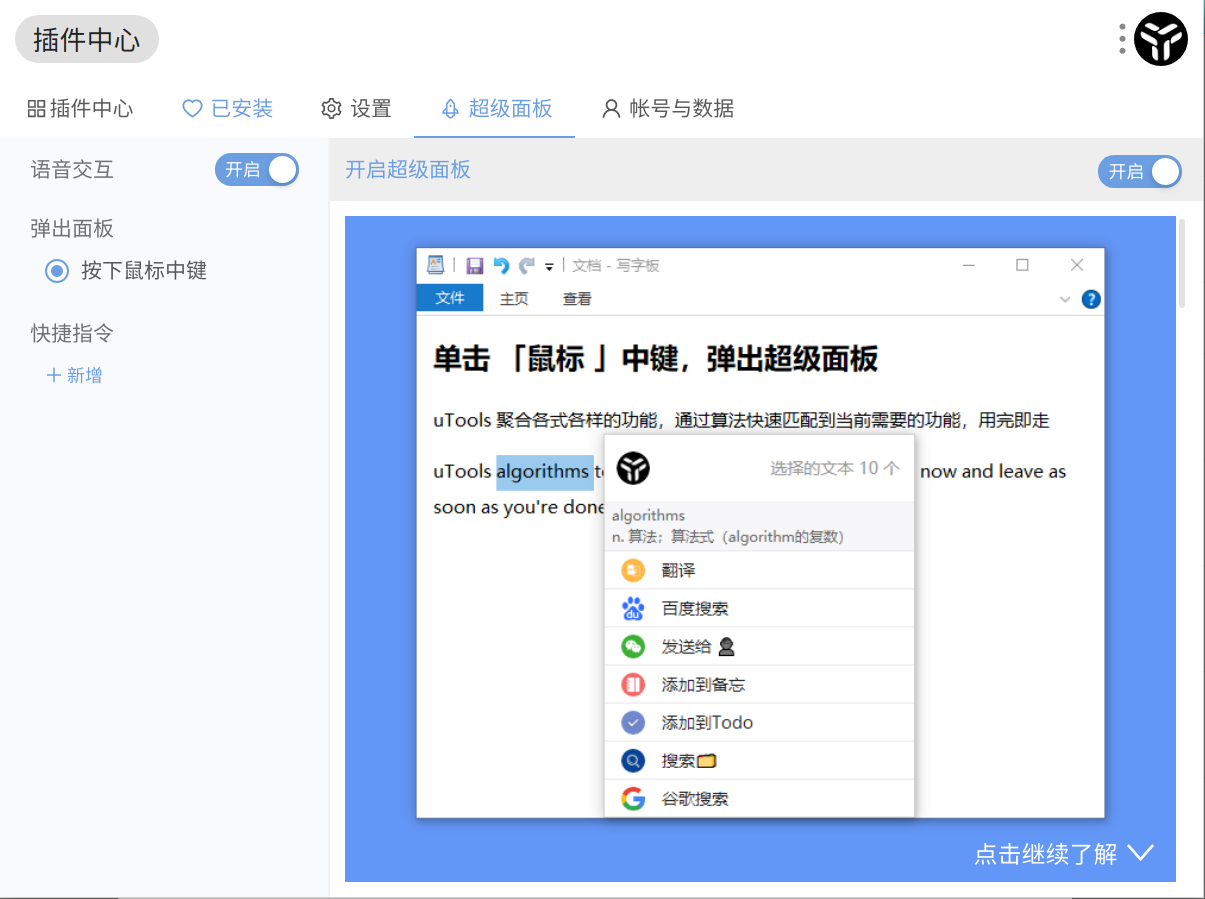 插件中心
插件中心 已安装 设置 超级面板 帐号与数据
语音交互 开启
弹出面板
按下鼠标中键
快捷指令
+ 新增
开启超级面板 开启
文档 - 写字板
文件 主页 查看
单击 「鼠标 」中键，弹出超级面板
uTools 聚合各式各样的功能，通过算法快速匹配到当前需要的功能，用完即走
uTools algorithms t now and leave as
soon as you're done
选择的文本 10 个
algorithms
n. 算法；算法式（algorithm的复数）
翻译
du 百度搜索
发送给
添加到备忘
添加到Todo
搜索
G 谷歌搜索
点击继续了解